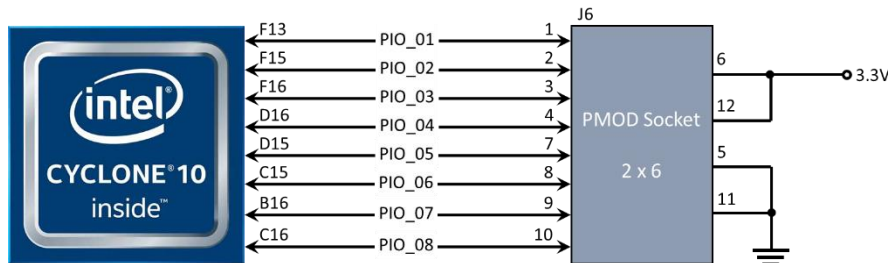 J6
F13 PIO_01 1
F15 PIO_02 2
F16 PIO_03 3
D16 PIO_04 4
D15 PIO_05 7
C15 PIO_06 8
B16 PIO_07 9
C16 PIO_08 10
intel®
CYCLONE® 10
inside™
PMOD Socket
2 x 6
6
3.3V
12
5
11